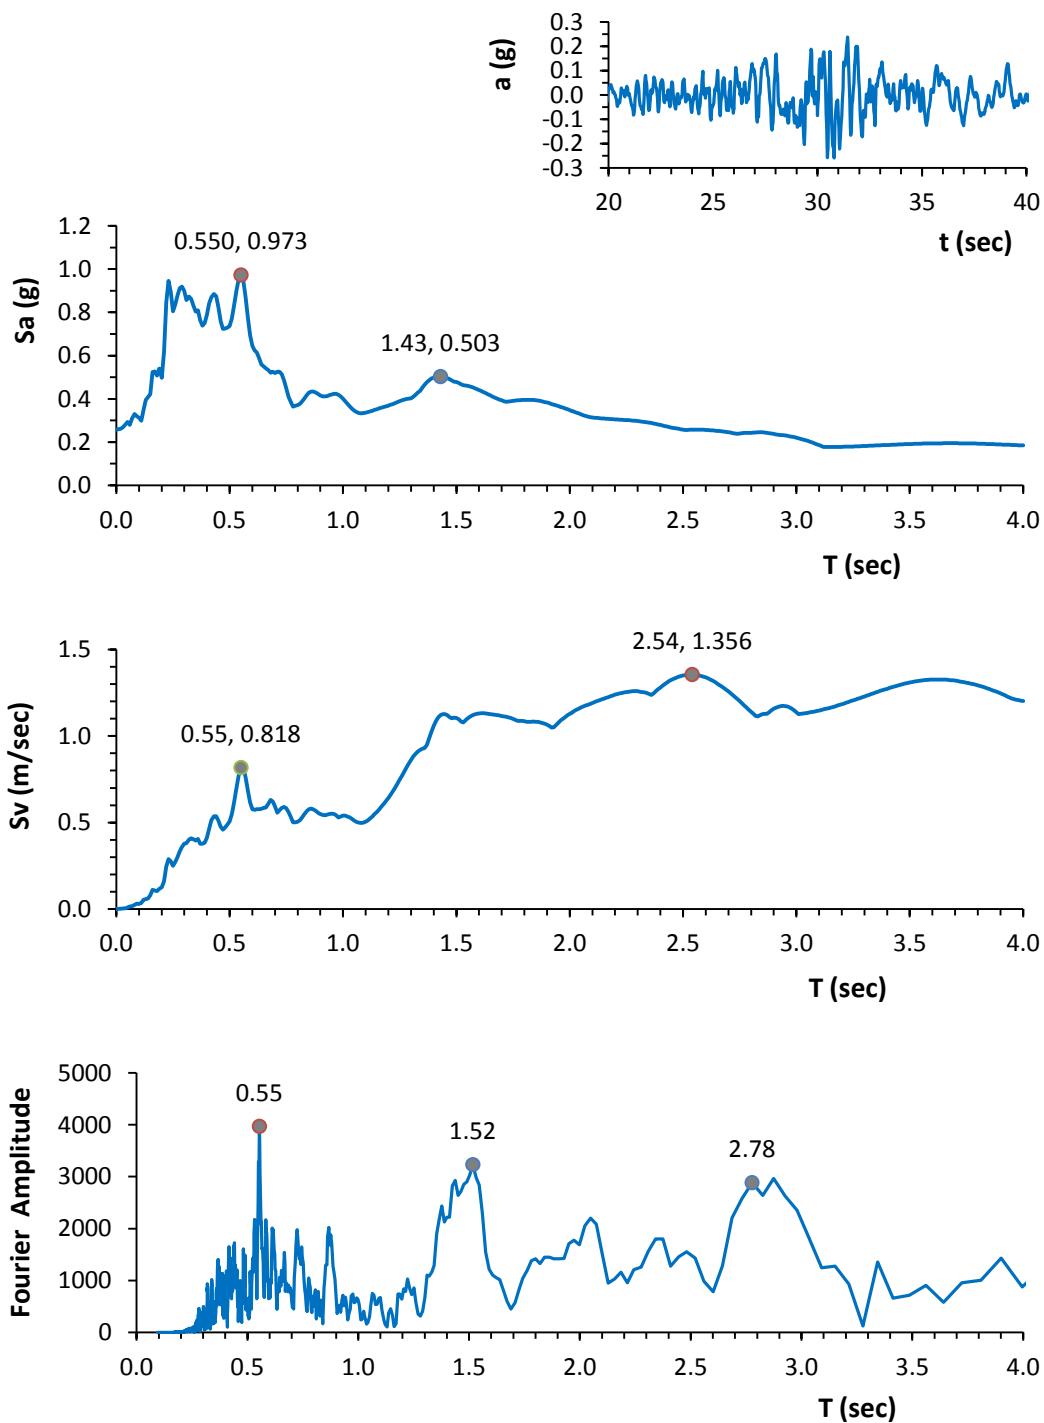 a (g)
0.3
0.2
0.1
0.0
-0.1
-0.2
-0.3
20 25 30 35 40
t (sec)
Sa (g)
1.2
1.0
0.8
0.6
0.4
0.2
0.0
0.550, 0.973
1.43, 0.503
0.0 0.5 1.0 1.5 2.0 2.5 3.0 3.5 4.0
T (sec)
Sv (m/sec)
1.5
1.0
0.5
0.0
2.54, 1.356
0.55, 0.818
0.0 0.5 1.0 1.5 2.0 2.5 3.0 3.5 4.0
T (sec)
Fourier Amplitude
5000
4000
3000
2000
1000
0
0.55
1.52
2.78
0.0 0.5 1.0 1.5 2.0 2.5 3.0 3.5 4.0
T (sec)